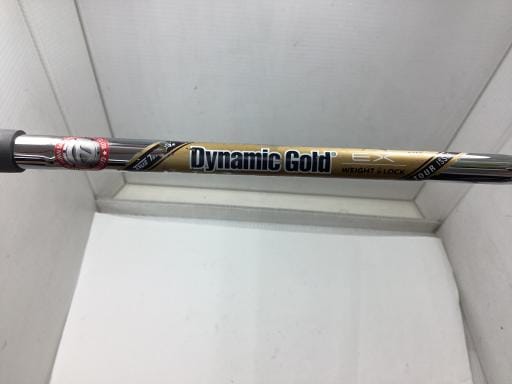 Dynamic Gold®
EX
WEIGHT LOCK
TOUR ISSUE